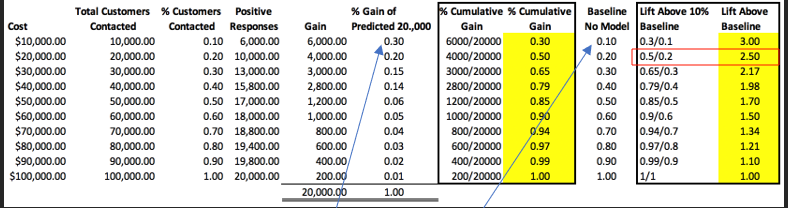 Total Customers % Customers Positive % Gain of % Cumulative % Cumulative Baseline Lift Above 10% Lift Above
Cost Contacted Contacted Responses Gain Predicted 20.,000 Gain Gain No Model Baseline Baseline
$10,000.00 10,000.00 0.10 6,000.00 6,000.00 0.30 6000/20000 0.30 0.10 0.3/0.1 3.00
$20,000.00 20,000.00 0.20 10,000.00 4,000.00 0.20 4000/20000 0.50 0.20 0.5/0.2 2.50
$30,000.00 30,000.00 0.30 13,000.00 3,000.00 0.15 3000/20000 0.65 0.30 0.65/0.3 2.17
$40,000.00 40,000.00 0.40 15,800.00 2,800.00 0.14 2800/20000 0.79 0.40 0.79/0.4 1.98
$50,000.00 50,000.00 0.50 17,000.00 1,200.00 0.06 1200/20000 0.85 0.50 0.85/0.5 1.70
$60,000.00 60,000.00 0.60 18,000.00 1,000.00 0.05 1000/20000 0.90 0.60 0.9/0.6 1.50
$70,000.00 70,000.00 0.70 18,800.00 800.00 0.04 800/20000 0.94 0.70 0.94/0.7 1.34
$80,000.00 80,000.00 0.80 19,400.00 600.00 0.03 600/20000 0.97 0.80 0.97/0.8 1.21
$90,000.00 90,000.00 0.90 19,800.00 400.00 0.02 400/20000 0.99 0.90 0.99/0.9 1.10
$100,000.00 100,000.00 1.00 20,000.00 200.00 0.01 200/20000 1.00 1.00 1/1 1.00
20,000.00 1.00